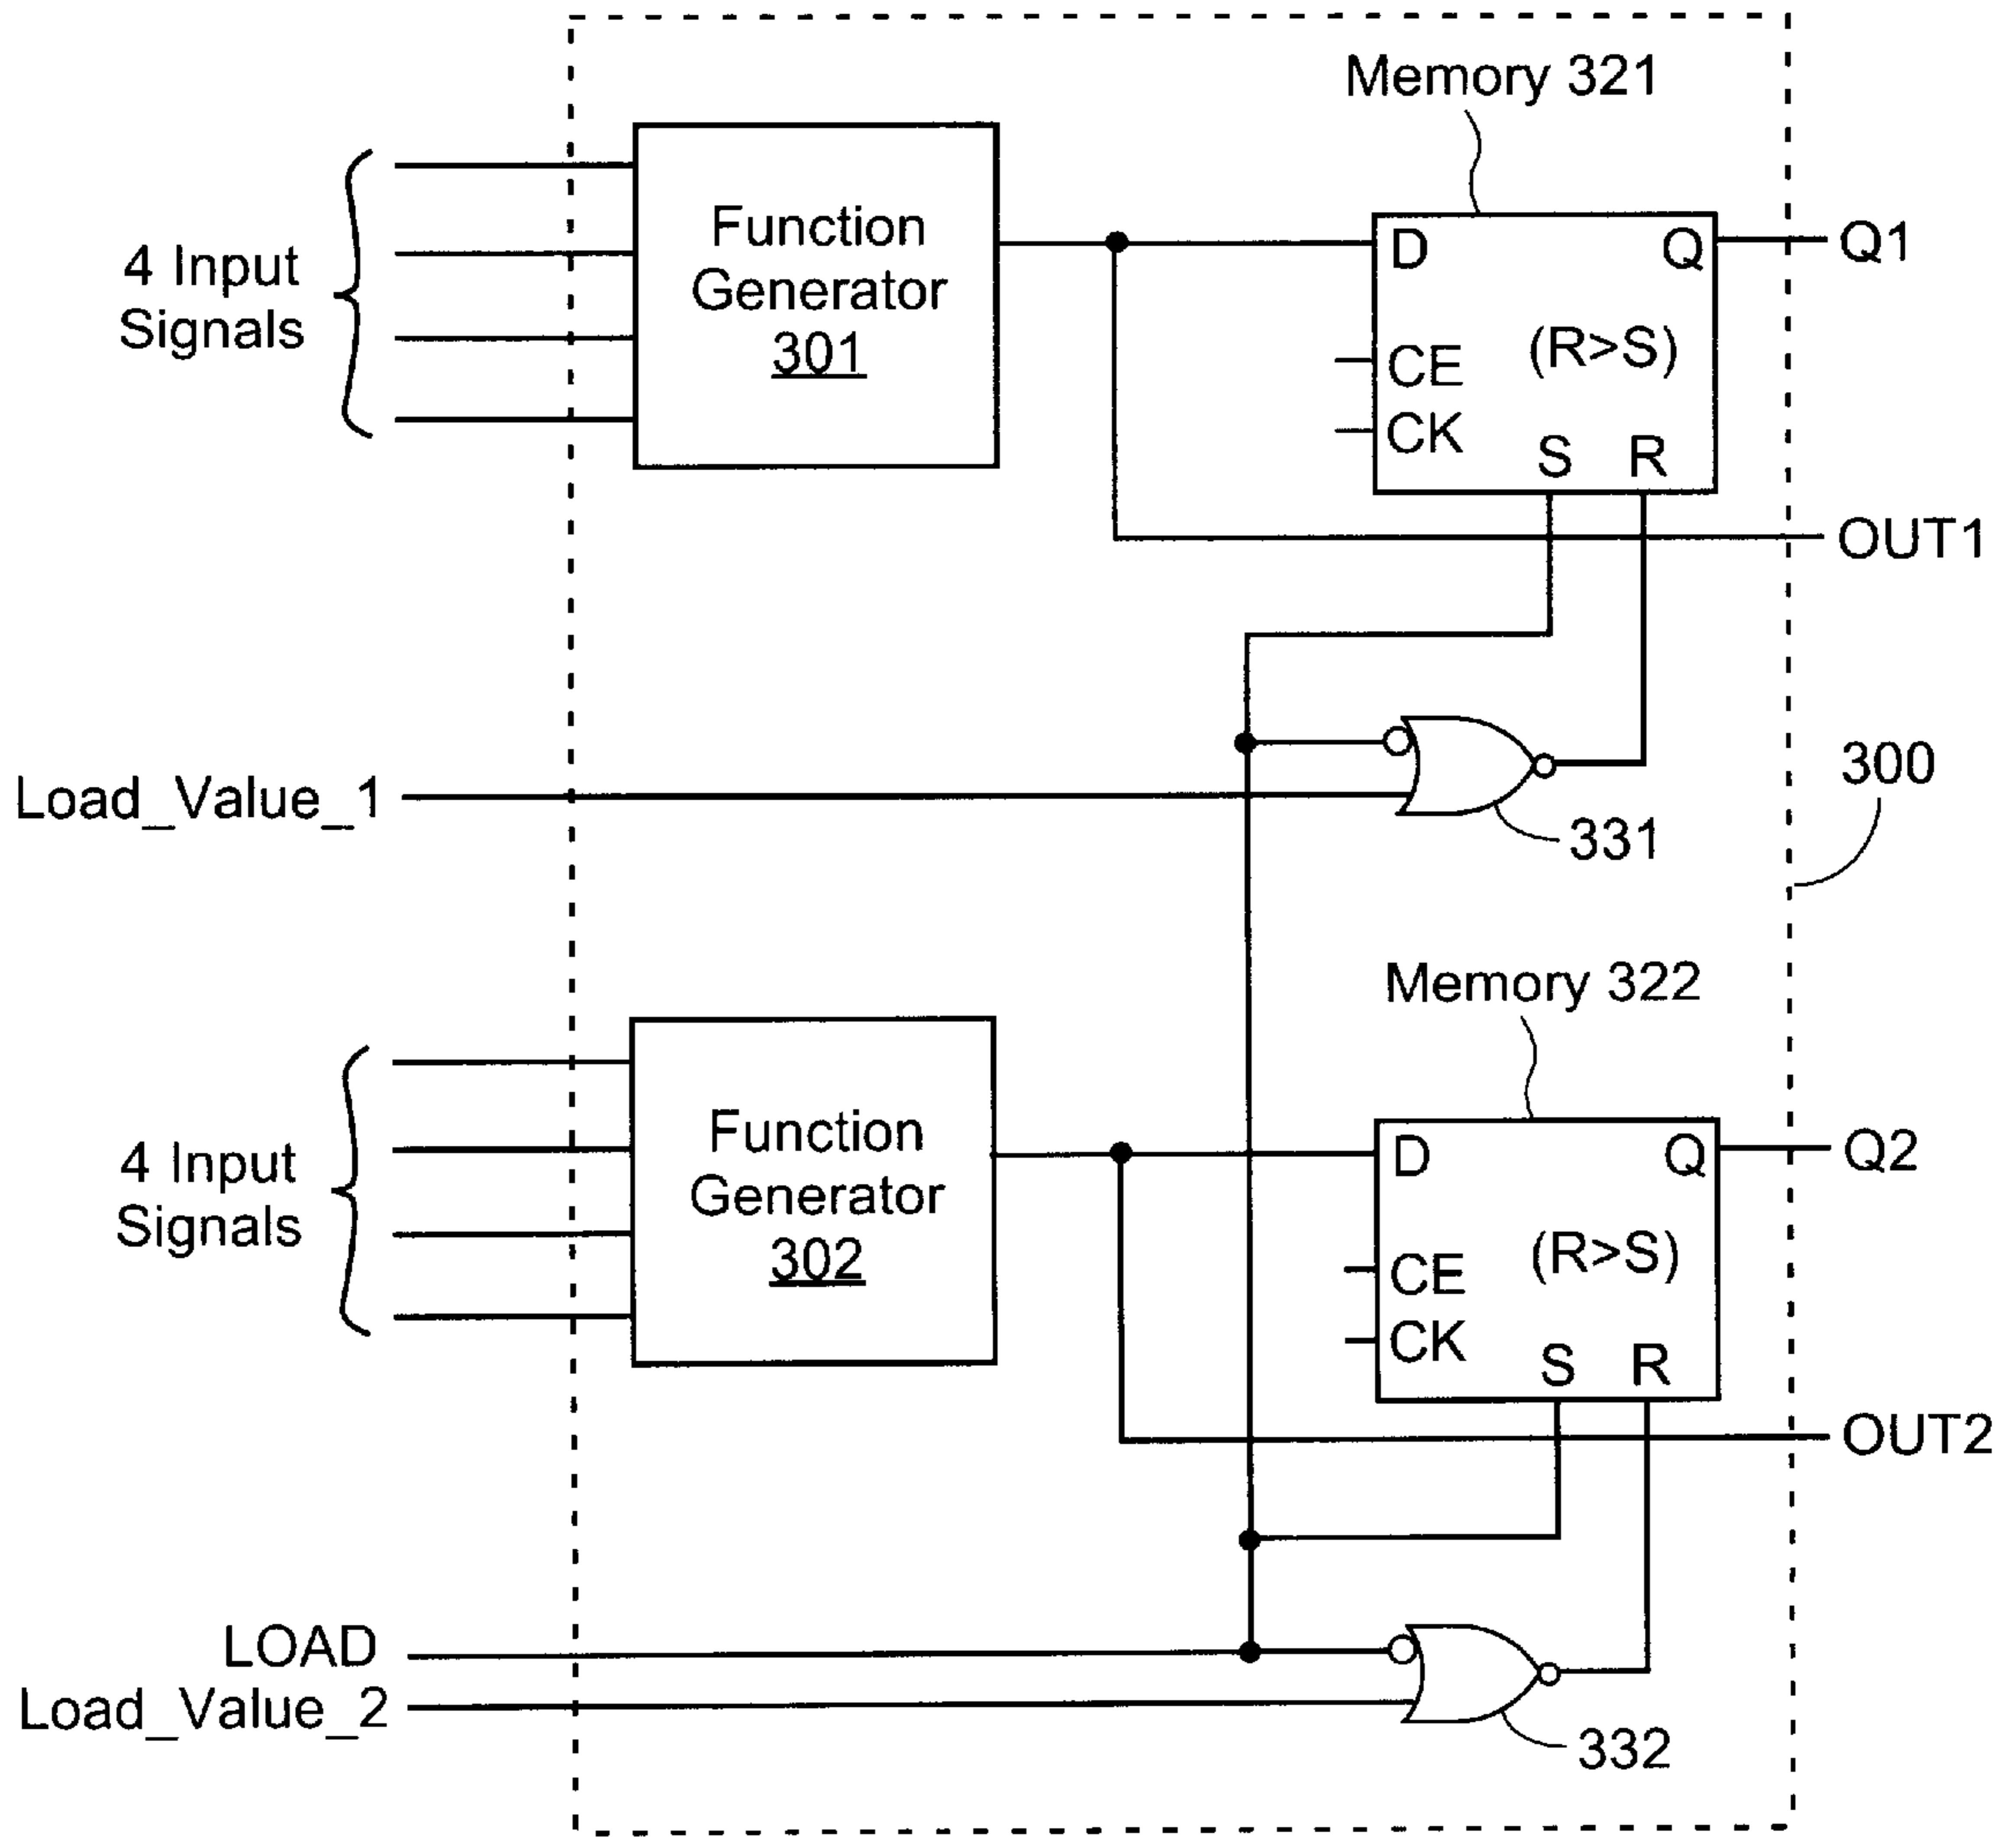 Memory 321
4 Input
Signals
Function
Generator
301
D
Q
(R>S)
CE
CK
S
R
Q1
OUT1
Load_Value_1
331
300
Memory 322
4 Input
Signals
Function
Generator
302
D
Q
(R>S)
CE
CK
S
R
Q2
OUT2
LOAD
Load_Value_2
332